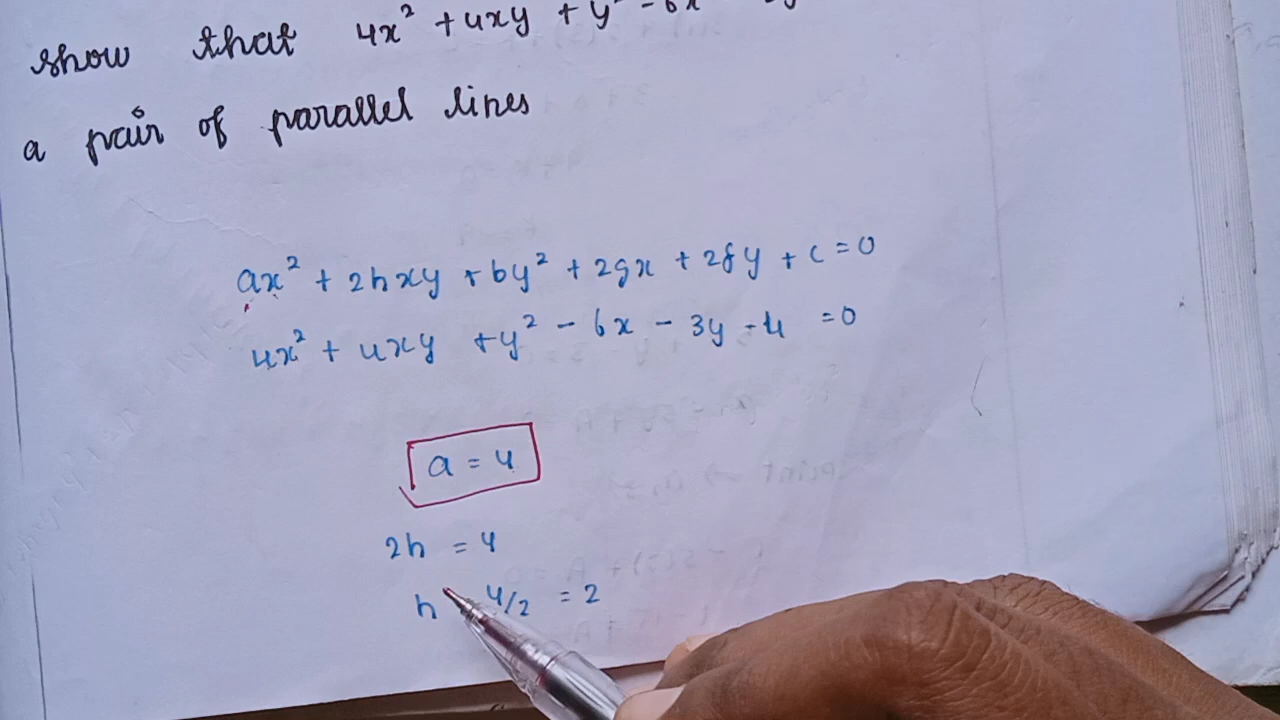 show that 4x² + 4xy + y² - 6x
a pair of parallel lines
ax² + 2hxy + by² + 2gx + 2fy + c = 0
4x² + 4xy + y² - 6x - 3y - 4 = 0
a = 4
2h = 4
h 4/2 = 2